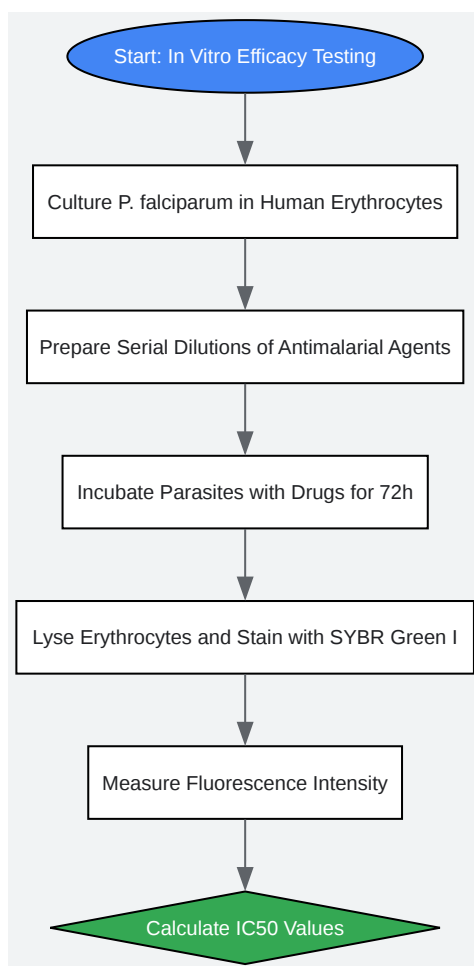 Start: In Vitro Efficacy Testing
Culture P. falciparum in Human Erythrocytes
Prepare Serial Dilutions of Antimalarial Agents
Incubate Parasites with Drugs for 72h
Lyse Erythrocytes and Stain with SYBR Green I
Measure Fluorescence Intensity
Calculate IC50 Values